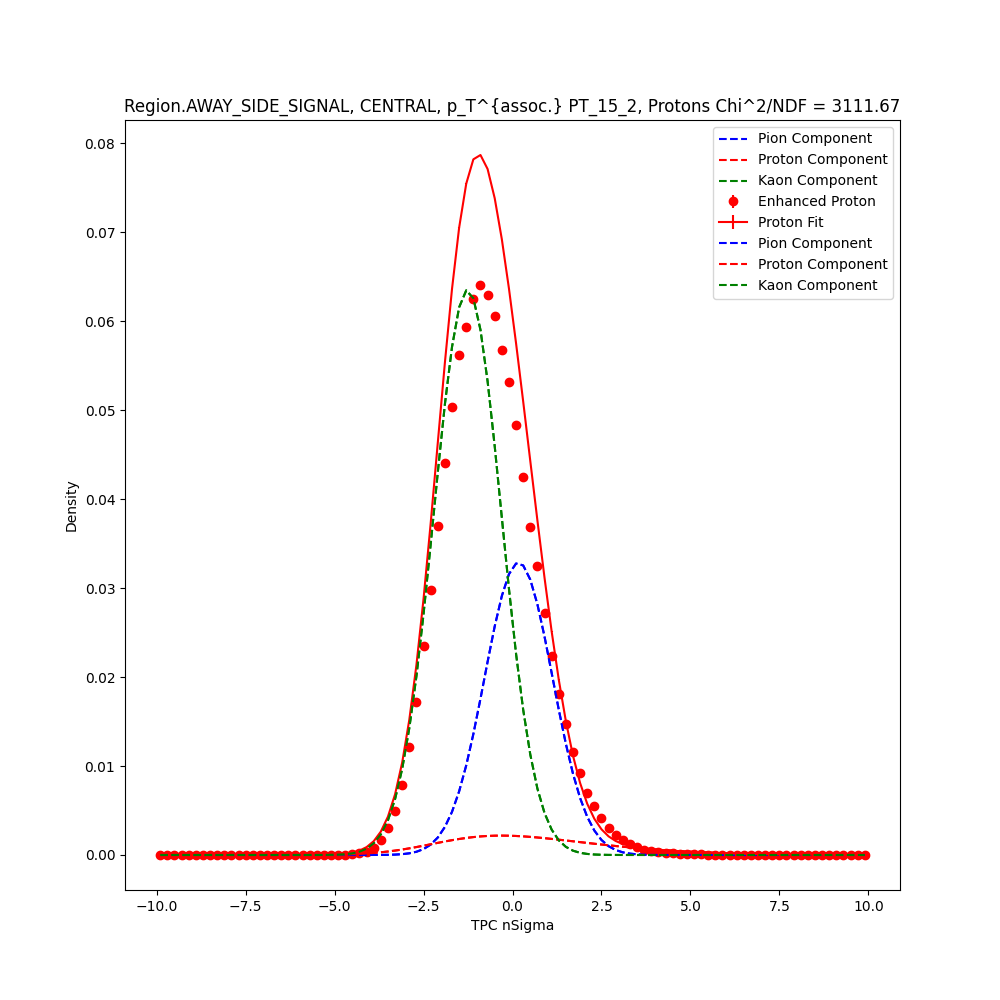 Region.AWAY_SIDE_SIGNAL, CENTRAL, p_T^{assoc.} PT_15_2, Protons Chi^2/NDF = 3111.67
Pion Component
Proton Component
Kaon Component
Enhanced Proton
Proton Fit
Pion Component
Proton Component
Kaon Component
0.08
0.07
0.06
0.05
0.04
0.03
0.02
0.01
0.00
Density
−10.0 −7.5 −5.0 −2.5 0.0 2.5 5.0 7.5 10.0
TPC nSigma